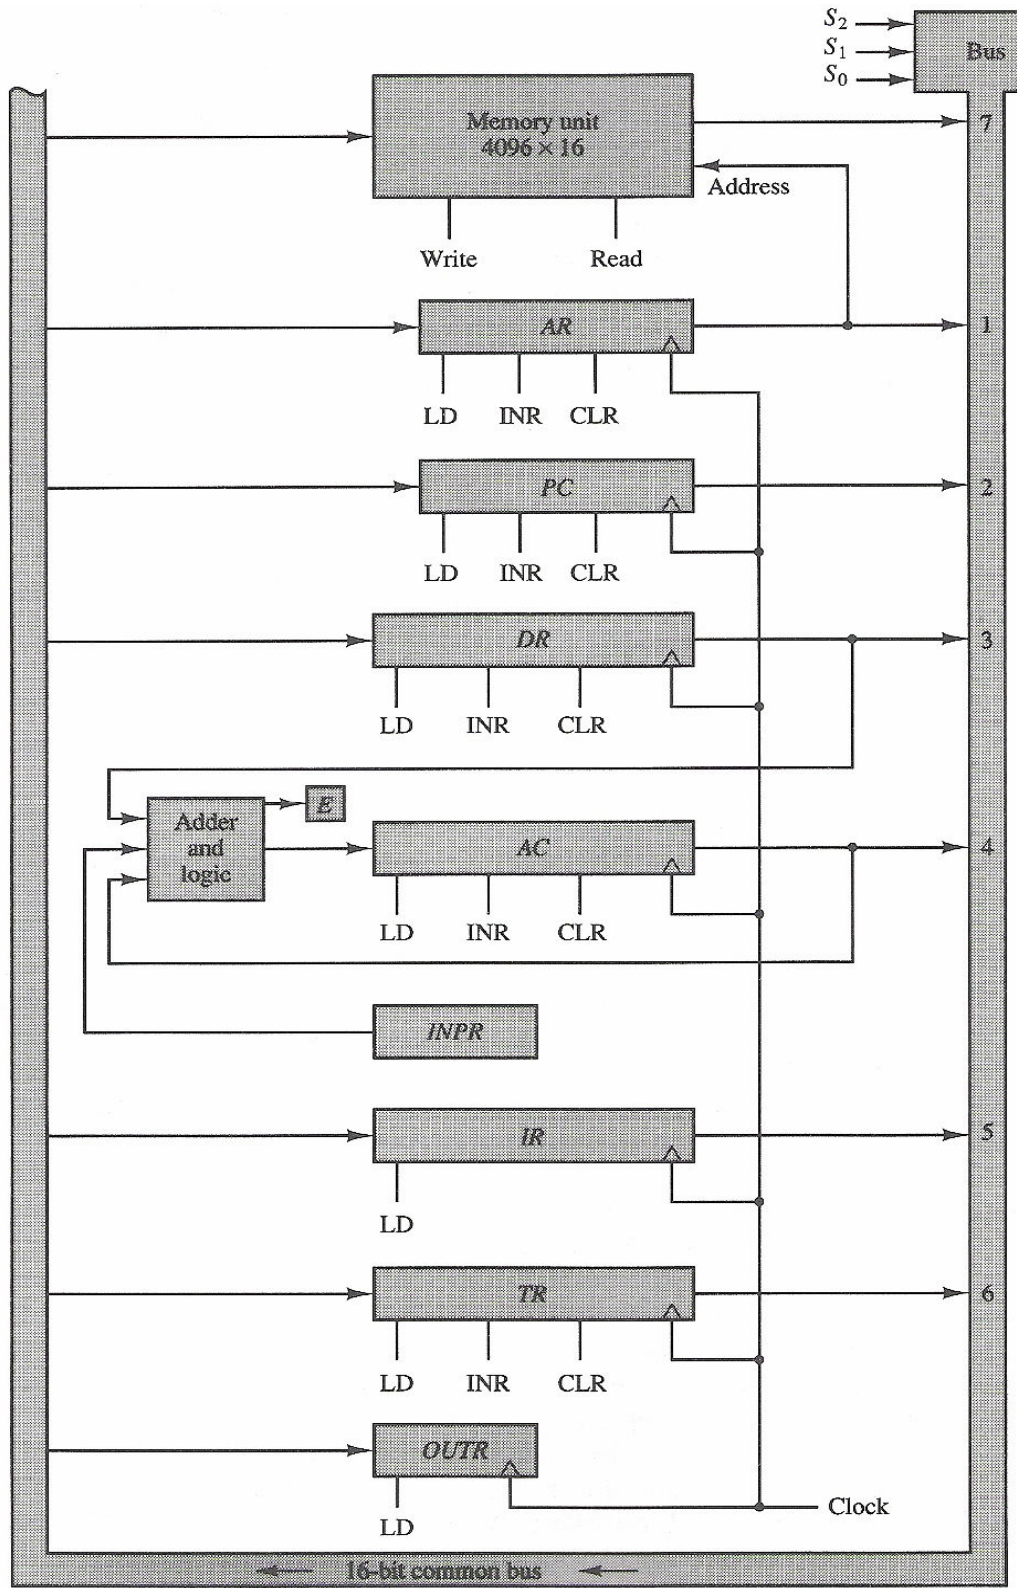 S₂
S₁
S₀
Bus
Memory unit
4096 × 16
7
Address
Write
Read
AR
1
LD INR CLR
PC
2
LD INR CLR
DR
3
LD INR CLR
Adder
and
logic
E
AC
4
LD INR CLR
INPR
IR
5
LD
TR
6
LD INR CLR
OUTR
LD
Clock
16-bit common bus